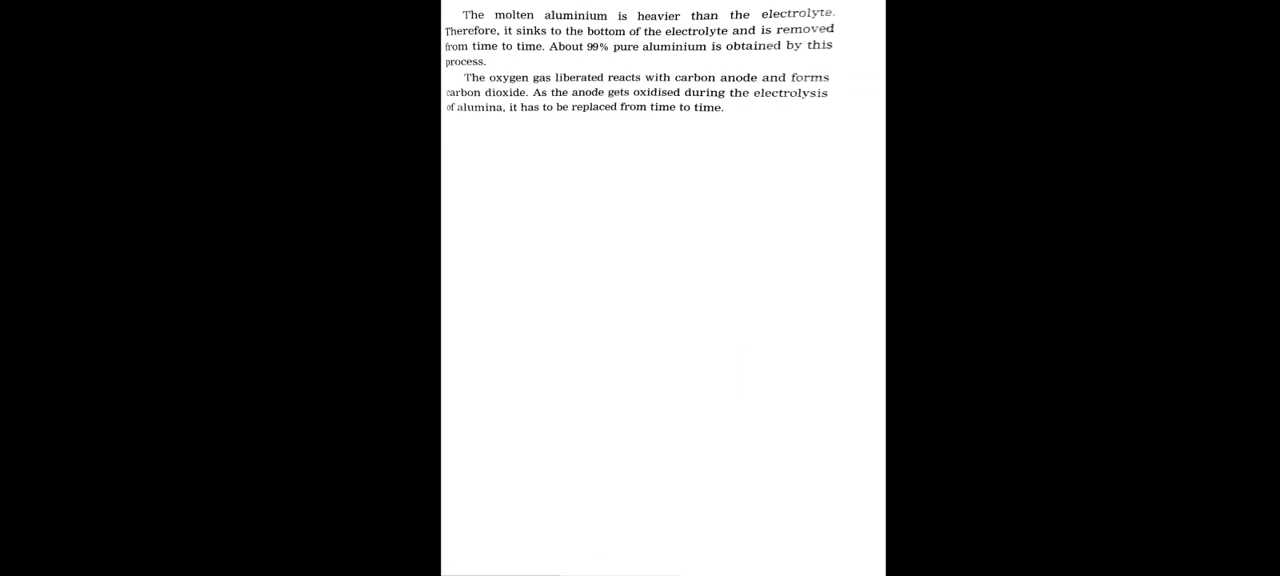 The molten aluminium is heavier than the electrolyte.
Therefore, it sinks to the bottom of the electrolyte and is removed
from time to time. About 99% pure aluminium is obtained by this
process.
The oxygen gas liberated reacts with carbon anode and forms
carbon dioxide. As the anode gets oxidised during the electrolysis
of alumina, it has to be replaced from time to time.